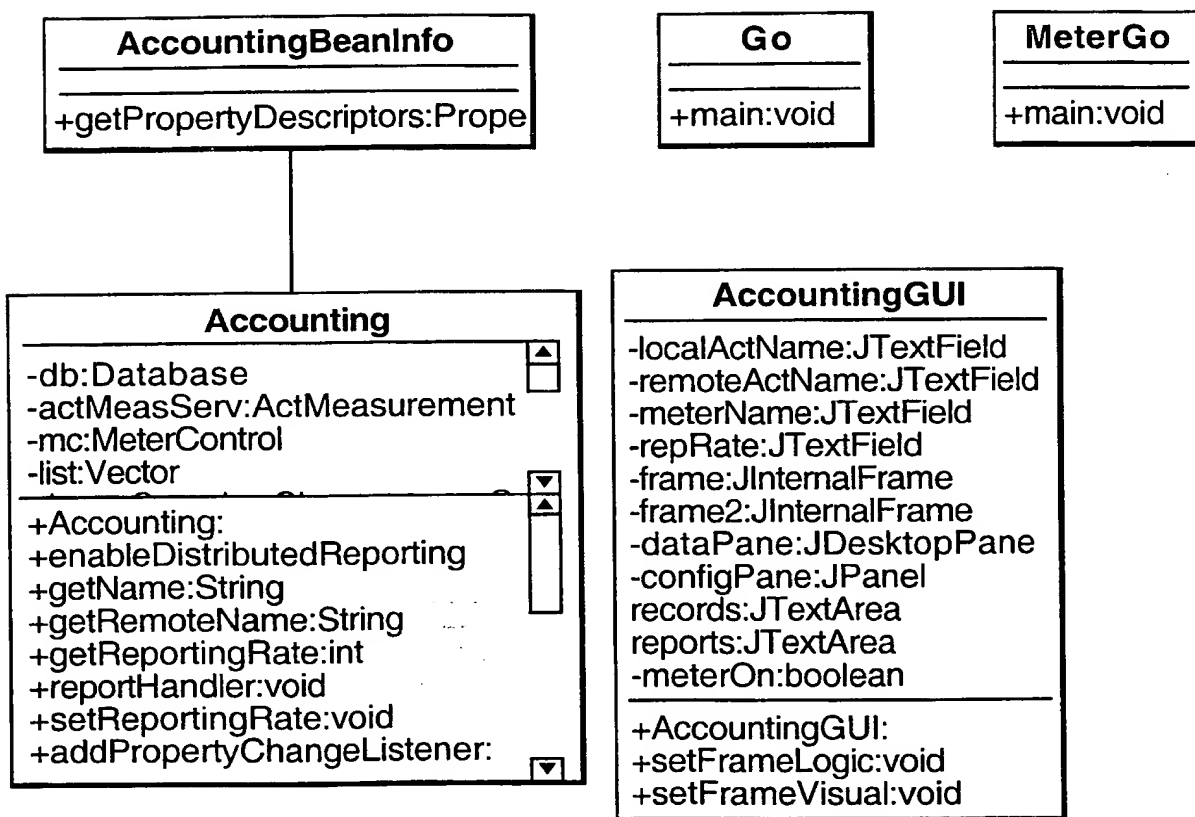 AccountingBeanInfo
+getPropertyDescriptors:Prope
Go
+main:void
MeterGo
+main:void
Accounting
-db:Database
-actMeasServ:ActMeasurement
-mc:MeterControl
-list:Vector
+Accounting:
+enableDistributedReporting
+getName:String
+getRemoteName:String
+getReportingRate:int
+reportHandler:void
+setReportingRate:void
+addPropertyChangeListener:
AccountingGUI
-localActName:JTextField
-remoteActName:JTextField
-meterName:JTextField
-repRate:JTextField
-frame:JInternalFrame
-frame2:JInternalFrame
-dataPane:JDesktopPane
-configPane:JPanel
records:JTextArea
reports:JTextArea
-meterOn:boolean
+AccountingGUI:
+setFrameLogic:void
+setFrameVisual:void